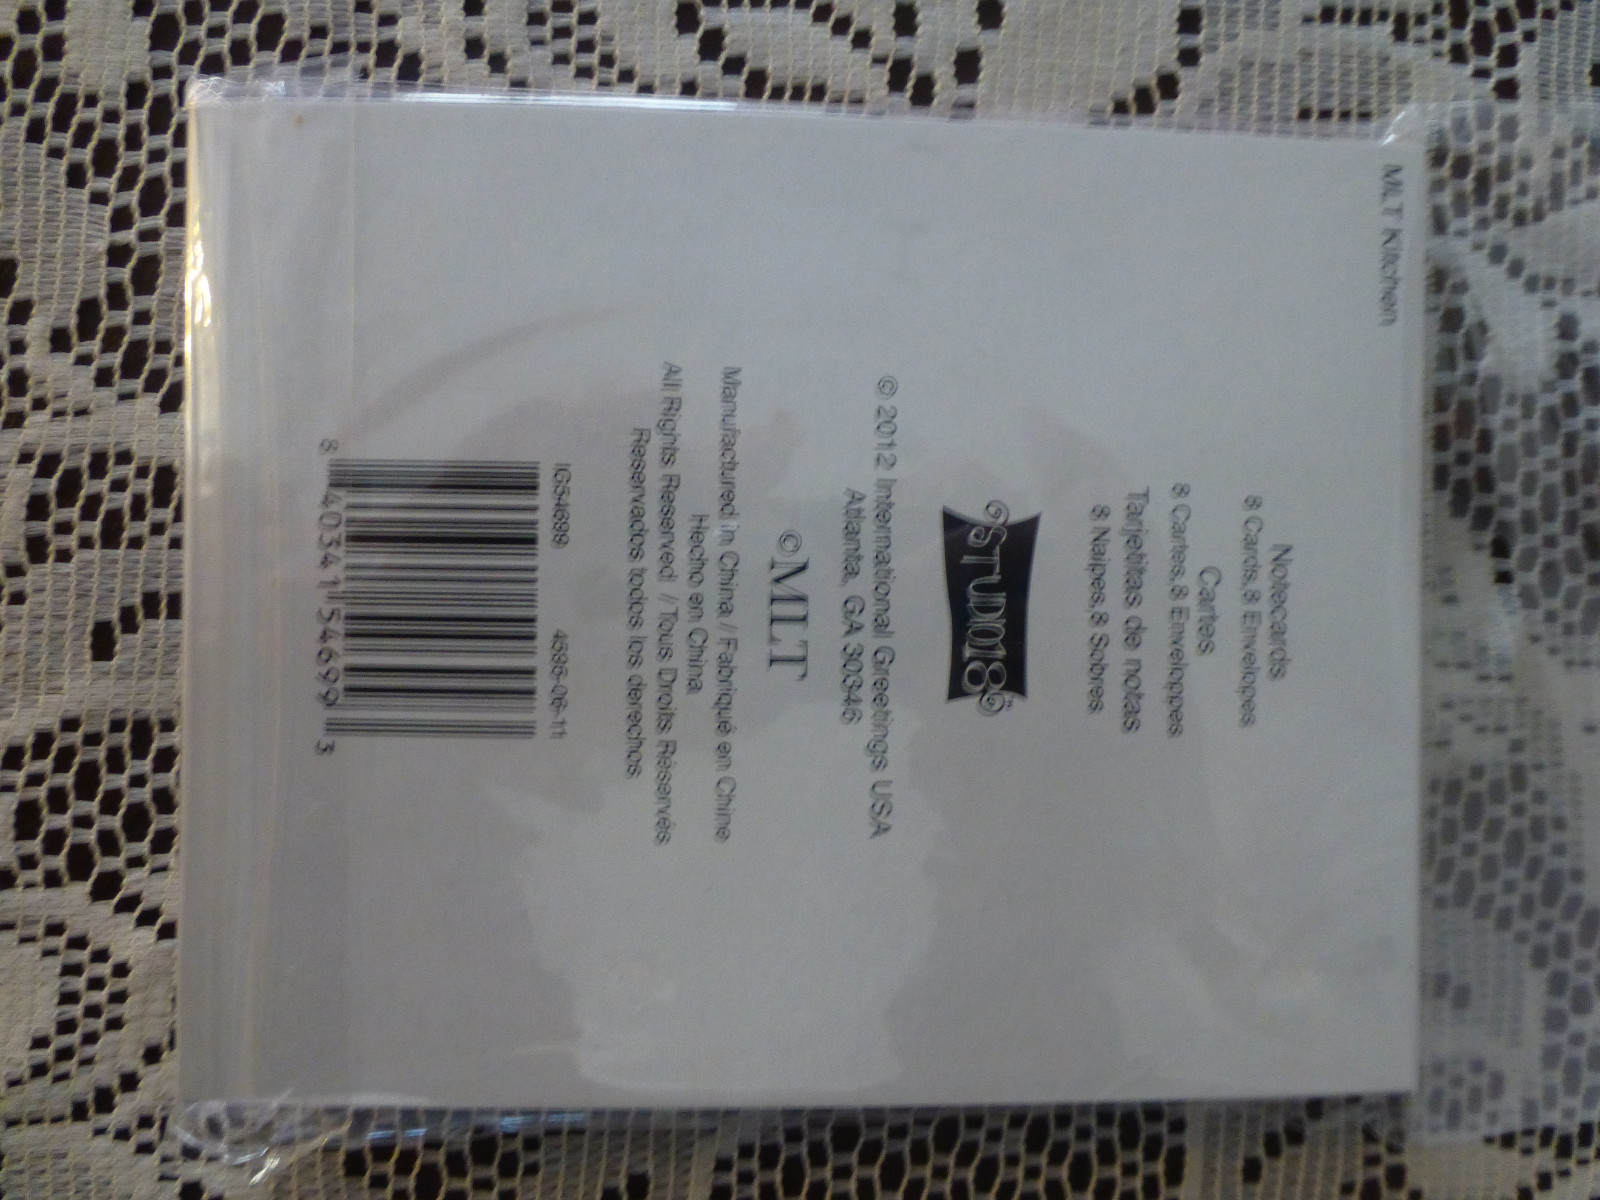 MLT Kitchen
Notecards
8 Cards,8 Envelopes
Cartes
8 Cartes,8 Enveloppes
Tarjetitas de notas
8 Naipes,8 Sobres
STUDIO18
© 2012 International Greetings USA
Atlanta, GA 30346
©MLT
Manufactured in China / Fabriqué em Chine
Hecho en China
All Rights Reserved // Tous Droits Réservés
Reservados todos los derechos
IG54699 4596-06-11
8 40341 54699 3